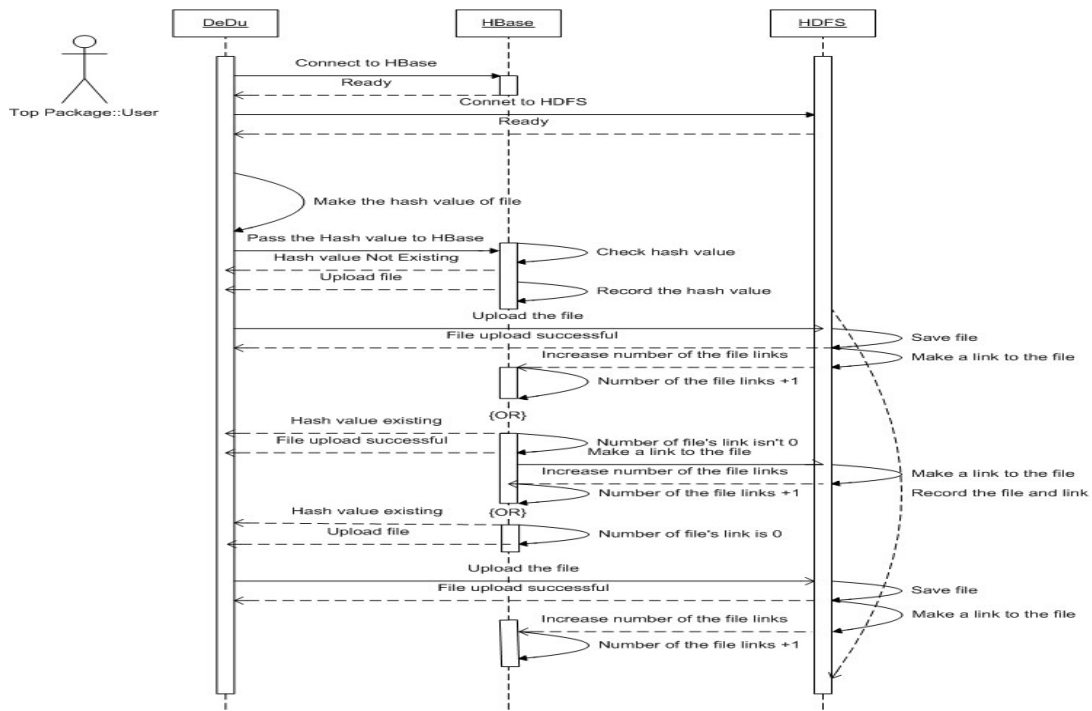 DeDu
HBase
HDFS
Top Package::User
Connect to HBase
Ready
Connet to HDFS
Ready
Make the hash value of file
Pass the Hash value to HBase
Check hash value
Hash value Not Existing
Upload file
Record the hash value
Upload the file
File upload successful
Save file
Increase number of the file links
Make a link to the file
Number of the file links +1
{OR}
Hash value existing
File upload successful
Number of file's link isn't 0
Make a link to the file
Increase number of the file links
Make a link to the file
Number of the file links +1
Record the file and link
{OR}
Hash value existing
Upload file
Number of file's link is 0
Upload the file
File upload successful
Save file
Increase number of the file links
Make a link to the file
Number of the file links +1